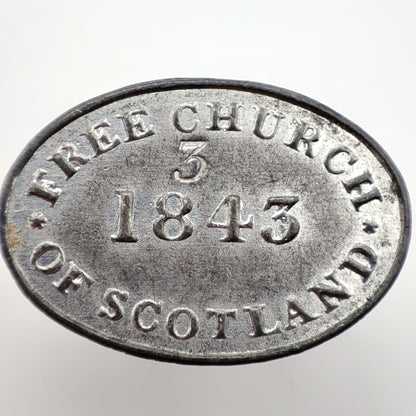 FREE CHURCH
3
1843
* OF SCOTLAND *